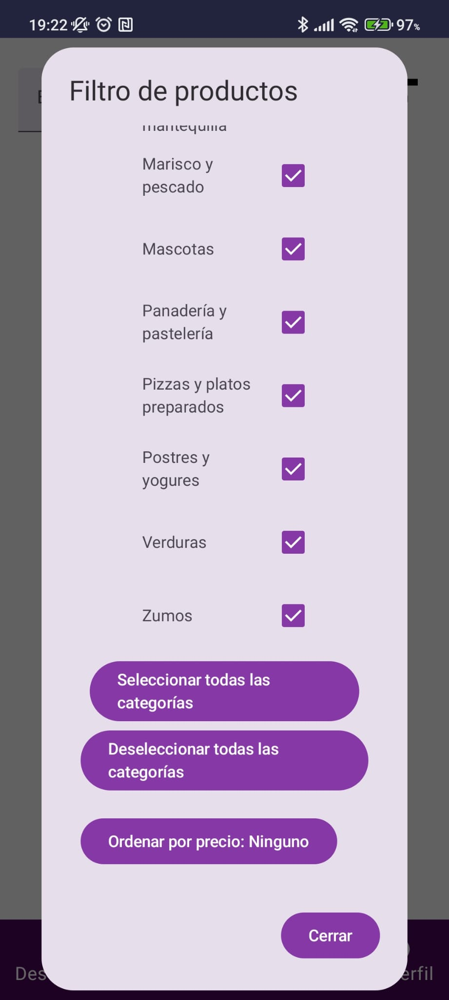 19:22
97%
Filtro de productos
mantequilla
Marisco y
pescado
Mascotas
Panadería y
pastelería
Pizzas y platos
preparados
Postres y
yogures
Verduras
Zumos
Seleccionar todas las
categorías
Deseleccionar todas las
categorías
Ordenar por precio: Ninguno
Cerrar
Des
erfil